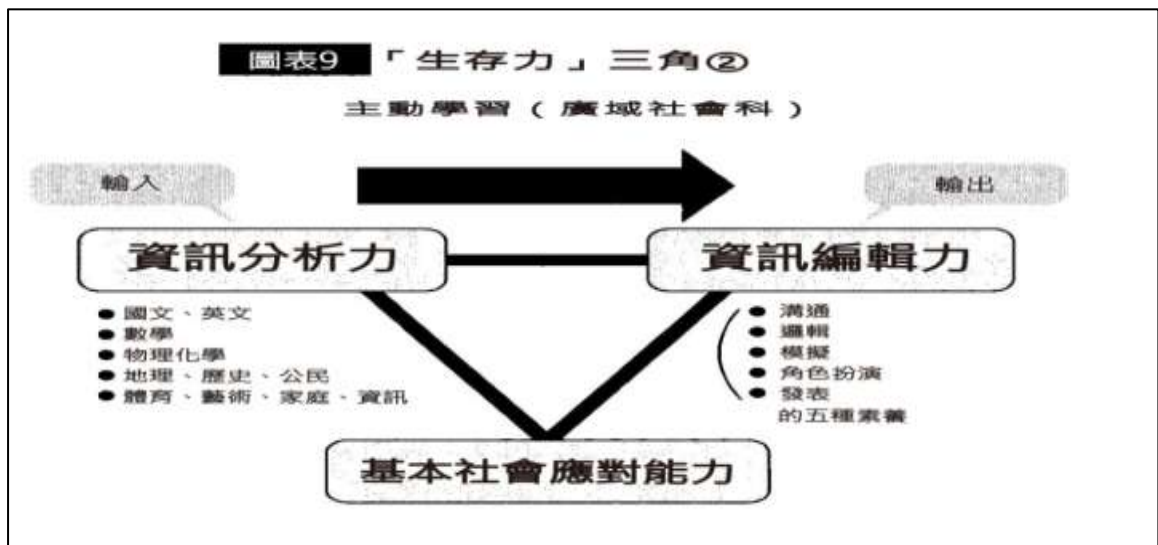 圖表9 「生存力」三角②
主動學習(廣域社會科)
輸入
輸出
資訊分析力
資訊編輯力
● 國文、英文
● 數學
● 物理化學
● 地理、歷史、公民
● 體育、藝術、家庭、資訊
● 溝通
● 邏輯
● 模擬
● 角色扮演
● 發表
的五種素養
基本社會應對能力